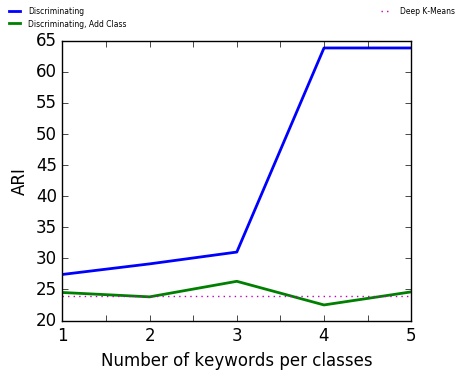 Discriminating
Discriminating, Add Class
Deep K-Means
65
60
55
50
45
40
35
30
25
20
ARI
1 2 3 4 5
Number of keywords per classes